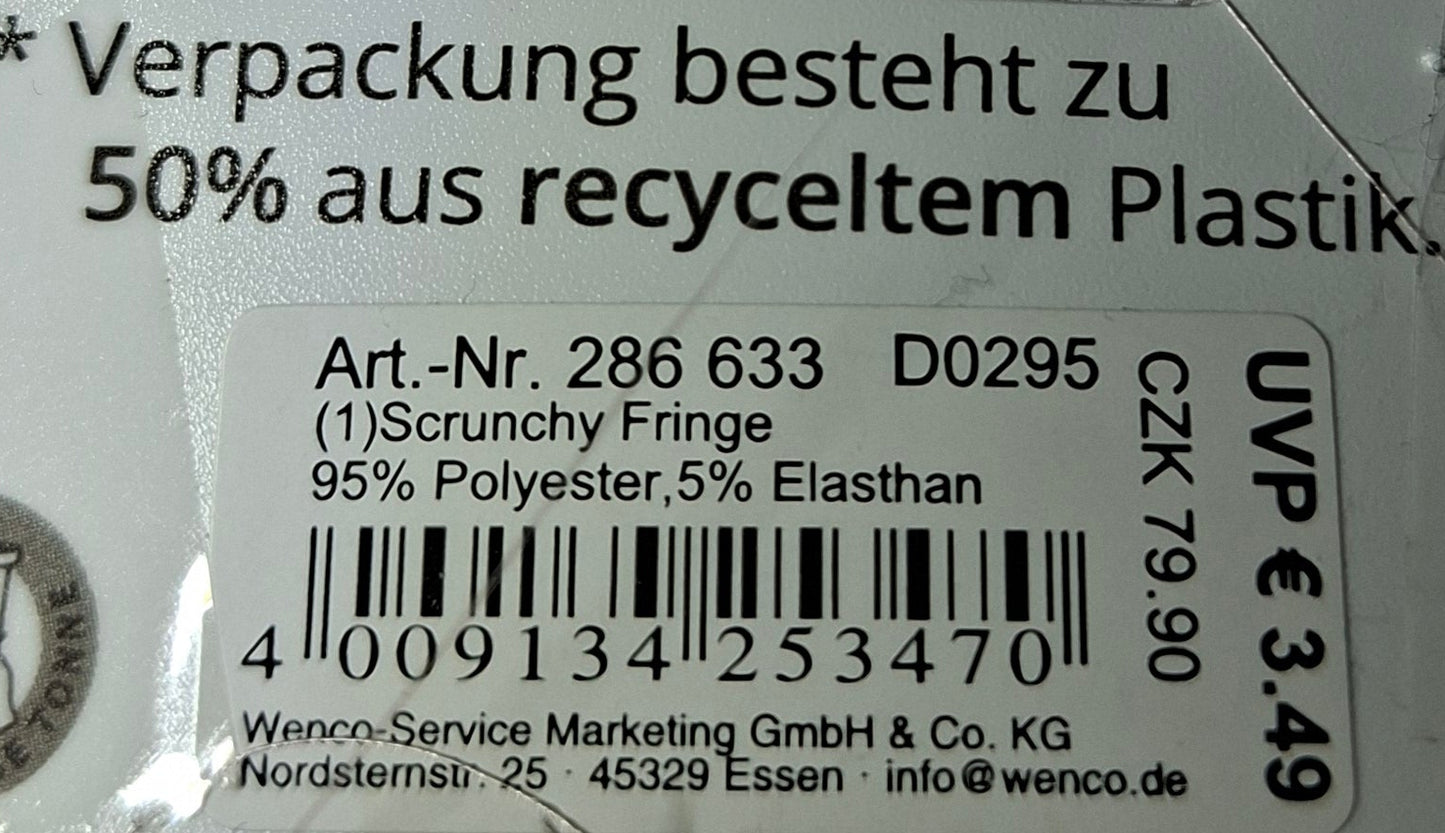 * Verpackung besteht zu
50% aus recyceltem Plastik.
Art.-Nr. 286 633 D0295
(1)Scrunchy Fringe
95% Polyester,5% Elasthan
4 009134 253470
Wenco-Service Marketing GmbH & Co. KG
Nordsternstr. 25 · 45329 Essen · info@wenco.de
CZK 79.90
UVP € 3.49
E TONNE